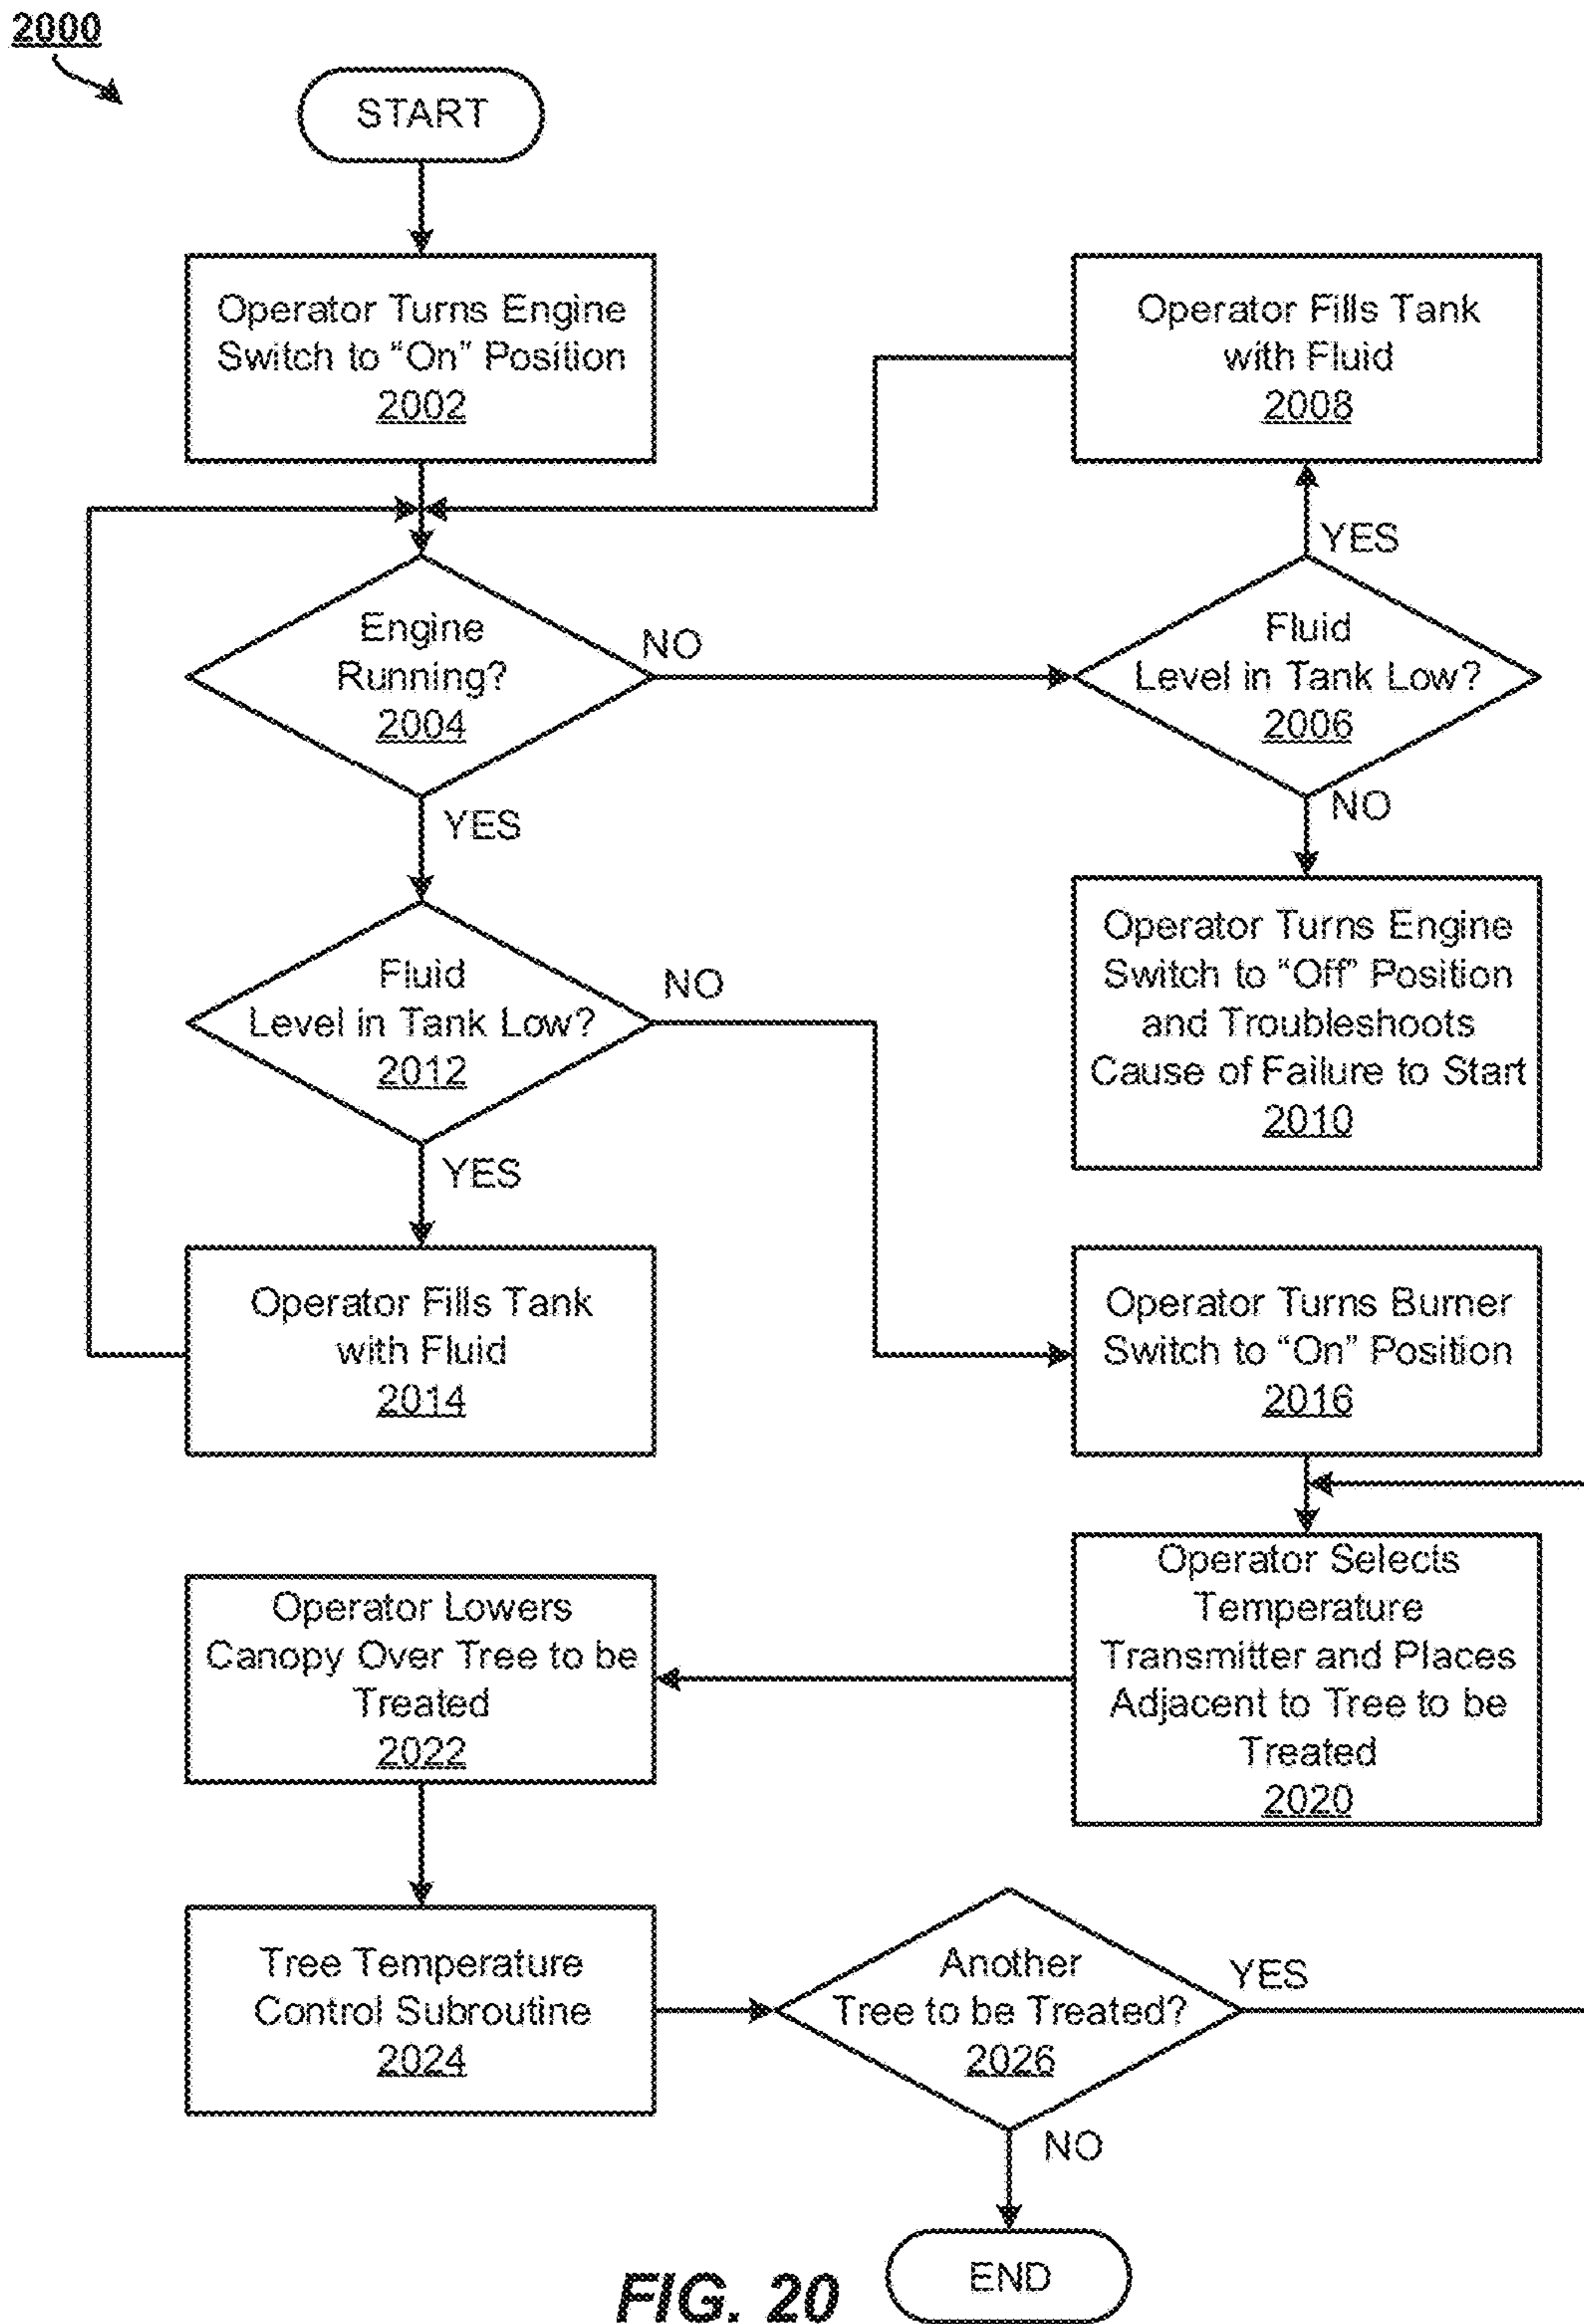 2000
START
Operator Turns Engine
Switch to “On” Position
2002
Operator Fills Tank
with Fluid
2008
YES
Engine
Running?
2004
NO
Fluid
Level in Tank Low?
2006
YES
NO
Fluid
Level in Tank Low?
2012
NO
Operator Turns Engine
Switch to “Off” Position
and Troubleshoots
Cause of Failure to Start
2010
YES
Operator Fills Tank
with Fluid
2014
Operator Turns Burner
Switch to “On” Position
2016
Operator Selects
Temperature
Transmitter and Places
Adjacent to Tree to be
Treated
2020
Operator Lowers
Canopy Over Tree to be
Treated
2022
Tree Temperature
Control Subroutine
2024
Another
Tree to be Treated?
2026
YES
NO
END
FIG. 20